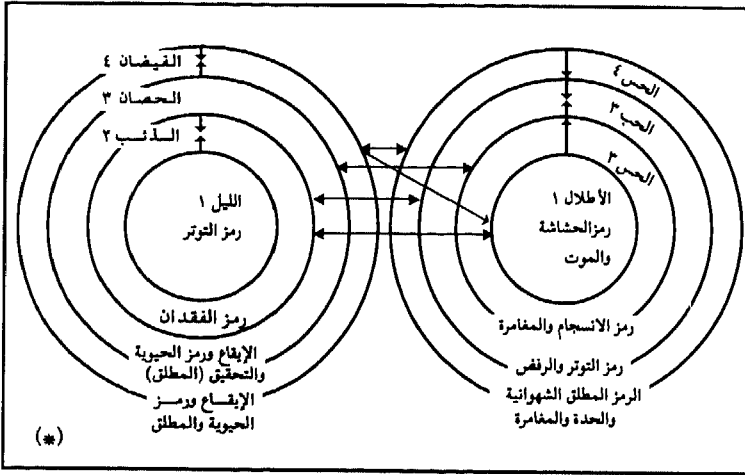 الحس ٤
الحب ٣
الحس ٣
الأطلال ١
رمز الحشاشة
والموت
رمز الانسجام والمغامرة
رمز التوتر والرفض
الرمز المطلق الشهوانية
والحدة والمغامرة
الفيضان ٤
الحصان ٣
الذئب ٢
الليل ١
رمز التوتر
رمز الفقدان
الإيقاع ورمز الحيوية
والتحقيق (المطلق)
الإيقاع ورمز
الحيوية والمطلق
(*)